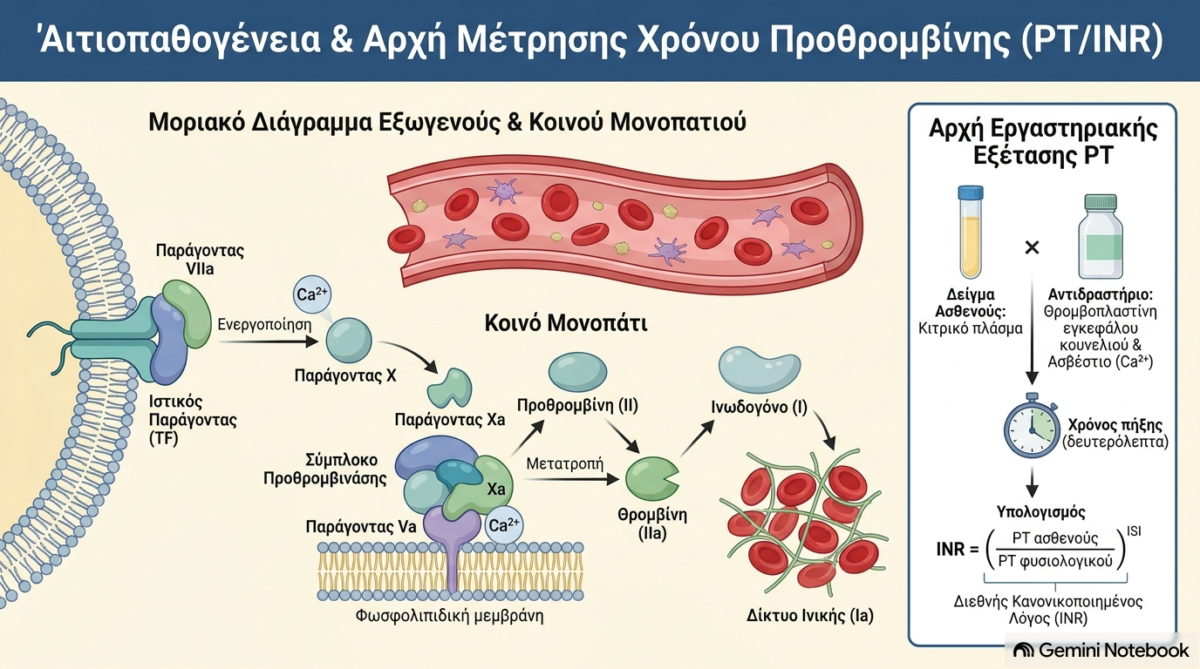 Ἀιτιοπαθογένεια & Αρχή Μέτρησης Χρόνου Προθρομβίνης (PT/INR)
Μοριακό Διάγραμμα Εξωγενούς & Κοινού Μονοπατιού
Παράγοντας
VIIa
Ενεργοποίηση
Ca²⁺
Παράγοντας X
Ιστικός
Παράγοντας
(TF)
Κοινό Μονοπάτι
Παράγοντας Xa
Σύμπλοκο
Προθρομβινάσης
Xa
Παράγοντας Va
Ca²⁺
Φωσφολιπιδική μεμβράνη
Προθρομβίνη (II)
Μετατροπή
Θρομβίνη
(IIa)
Ινωδογόνο (I)
Δίκτυο Ινικής (Ia)
Αρχή Εργαστηριακής
Εξέτασης PT
×
Δείγμα
Ασθενούς:
Κιτρικό πλάσμα
Αντιδραστήριο:
Θρομβοπλαστίνη
εγκεφάλου
κουνελιού &
Ασβέστιο (Ca²⁺)
Χρόνος πήξης
(δευτερόλεπτα)
Υπολογισμός
INR = (PT ασθενούς / PT φυσιολογικού)^ISI
Διεθνής Κανονικοποιημένος
Λόγος (INR)
Gemini Notebook